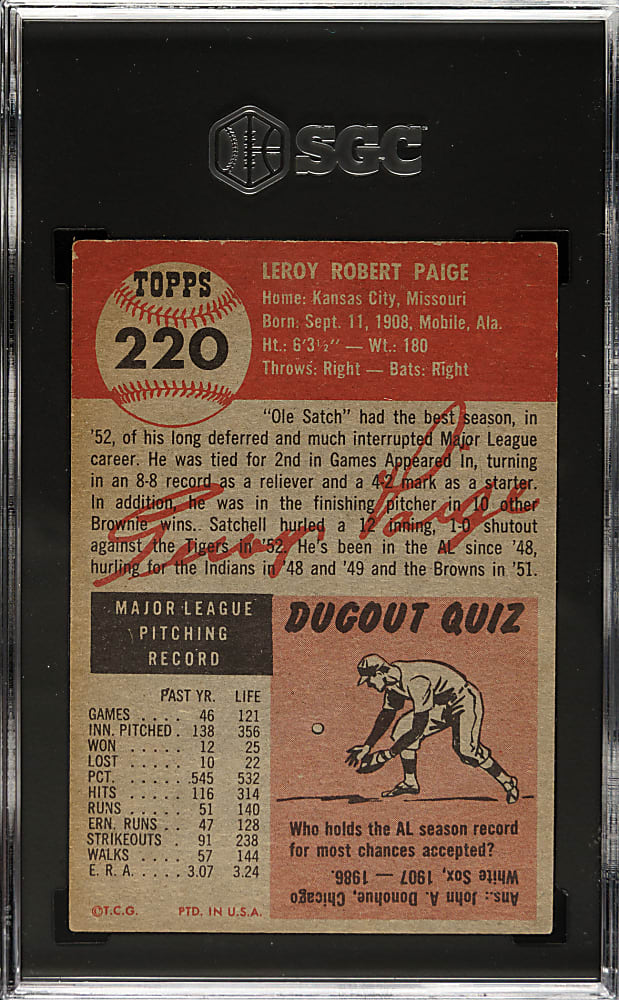 SGC
TOPPS
220
LEROY ROBERT PAIGE
Home: Kansas City, Missouri
Born: Sept. 11, 1908, Mobile, Ala.
Ht.: 6'3½" — Wt.: 180
Throws: Right — Bats: Right
"Ole Satch" had the best season, in
'52, of his long deferred and much interrupted Major League
career. He was tied for 2nd in Games Appeared In, turning
in an 8-8 record as a reliever and a 4-2 mark as a starter.
In addition, he was in the finishing pitcher in 10 other
Brownie wins. Satchell hurled a 12 inning, 1-0 shutout
against the Tigers in '52. He's been in the AL since '48,
hurling for the Indians in '48 and '49 and the Browns in '51.
MAJOR LEAGUE
PITCHING
RECORD
PAST YR. LIFE
GAMES .... 46 121
INN. PITCHED . 138 356
WON ..... 12 25
LOST ..... 10 22
PCT. ..... .545 532
HITS ..... 116 314
RUNS ..... 51 140
ERN. RUNS .. 47 128
STRIKEOUTS . 91 238
WALKS .... 57 144
E. R. A. .... 3.07 3.24
©T.C.G. PTD. IN U.S.A.
DUGOUT QUIZ
Who holds the AL season record
for most chances accepted?
Ans.: John A. Donohue, Chicago
White Sox, 1907 — 1986.